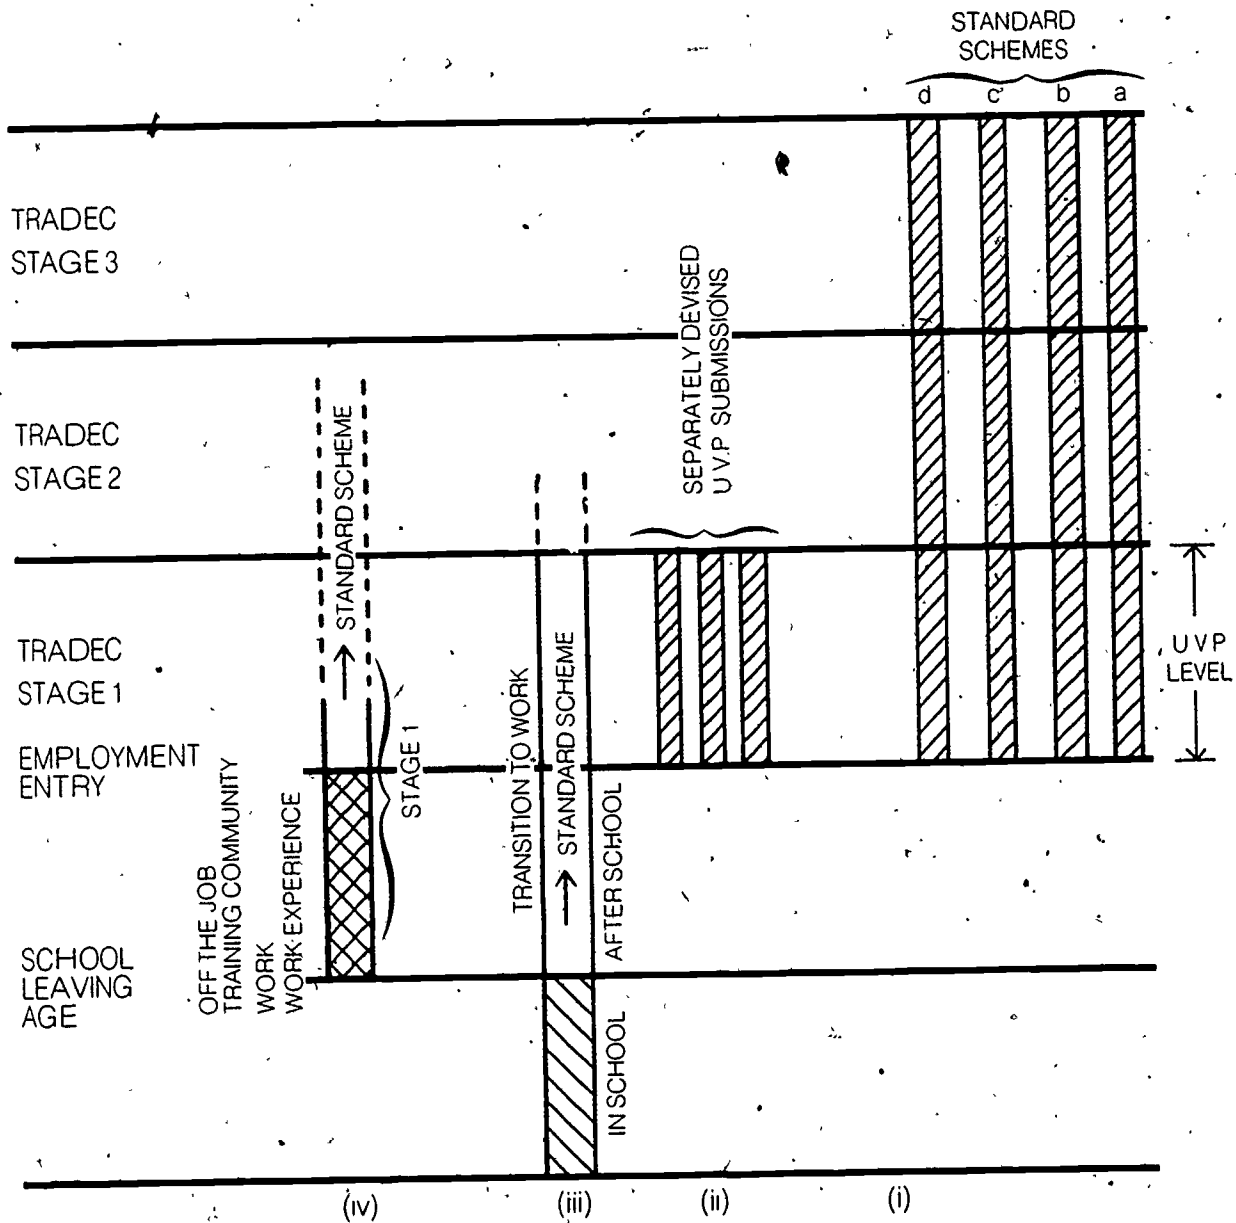 STANDARD
SCHEMES
d
c
b
a
TRADEC
STAGE 3
TRADEC
STAGE 2
TRADEC
STAGE 1
EMPLOYMENT
ENTRY
SCHOOL
LEAVING
AGE
OFF THE JOB
TRAINING COMMUNITY
WORK
WORK EXPERIENCE
STANDARD SCHEME
STAGE 1
TRANSITION TO WORK
STANDARD SCHEME
AFTER SCHOOL
IN SCHOOL
SEPARATELY DEVISED
U V.P SUBMISSIONS
U V P
LEVEL
(iv)
(iii)
(ii)
(i)